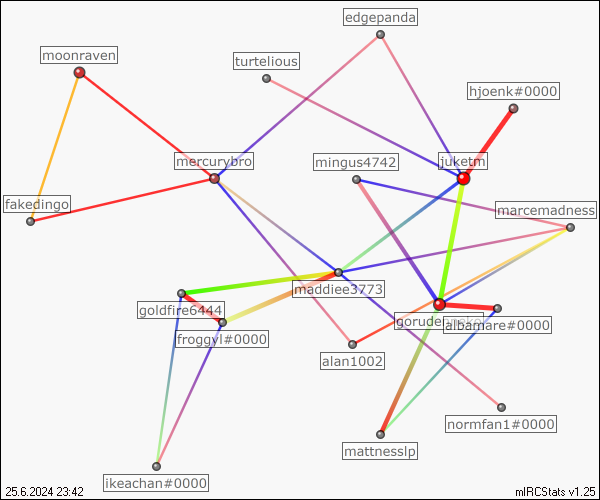 edgepanda
moonraven
turtelious
hjoenk#0000
mercurybro
mingus4742
juketm
fakedingo
marcemadness
maddiee3773
goldfire6444
albamare#0000
froggyl#0000
alan1002
normfan1#0000
mattnesslp
ikeachan#0000
25.6.2024 23:42
mIRCStats v1.25